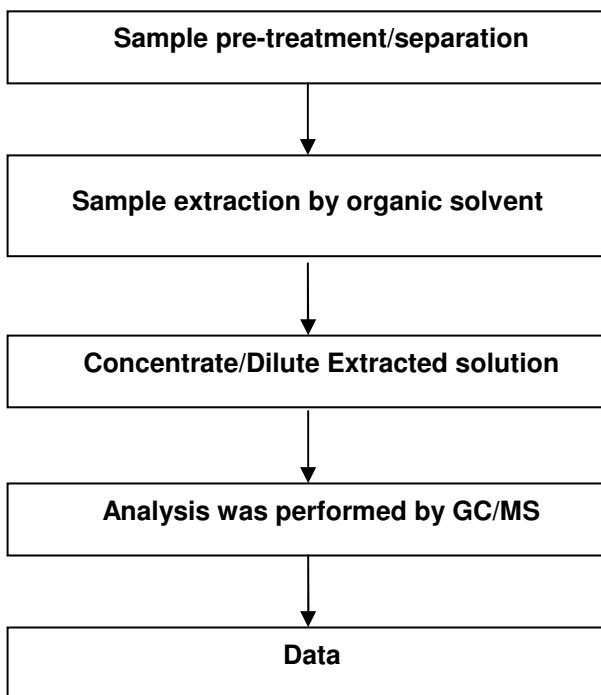 Sample pre-treatment/separation
Sample extraction by organic solvent
Concentrate/Dilute Extracted solution
Analysis was performed by GC/MS
Data